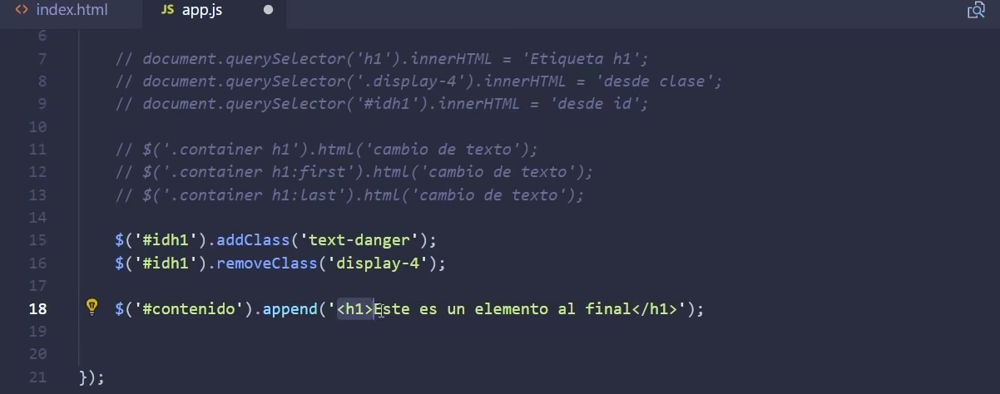 <> index.html JS app.js
6
7 // document.querySelector('h1').innerHTML = 'Etiqueta h1';
8 // document.querySelector('.display-4').innerHTML = 'desde clase';
9 // document.querySelector('#idh1').innerHTML = 'desde id';
10
11 // $('.container h1').html('cambio de texto');
12 // $('.container h1:first').html('cambio de texto');
13 // $('.container h1:last').html('cambio de texto');
14
15 $('#idh1').addClass('text-danger');
16 $('#idh1').removeClass('display-4');
17
18 $('#contenido').append('<h1>Este es un elemento al final</h1>');
19
20
21 });